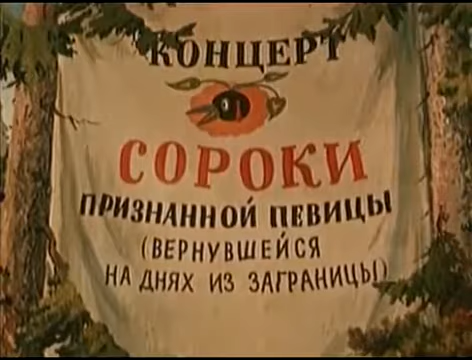 КОНЦЕРТ
СОРОКИ
ПРИЗНАННОЙ ПЕВИЦЫ
(ВЕРНУВШЕЙСЯ
НА ДНЯХ ИЗ ЗАГРАНИЦЫ)